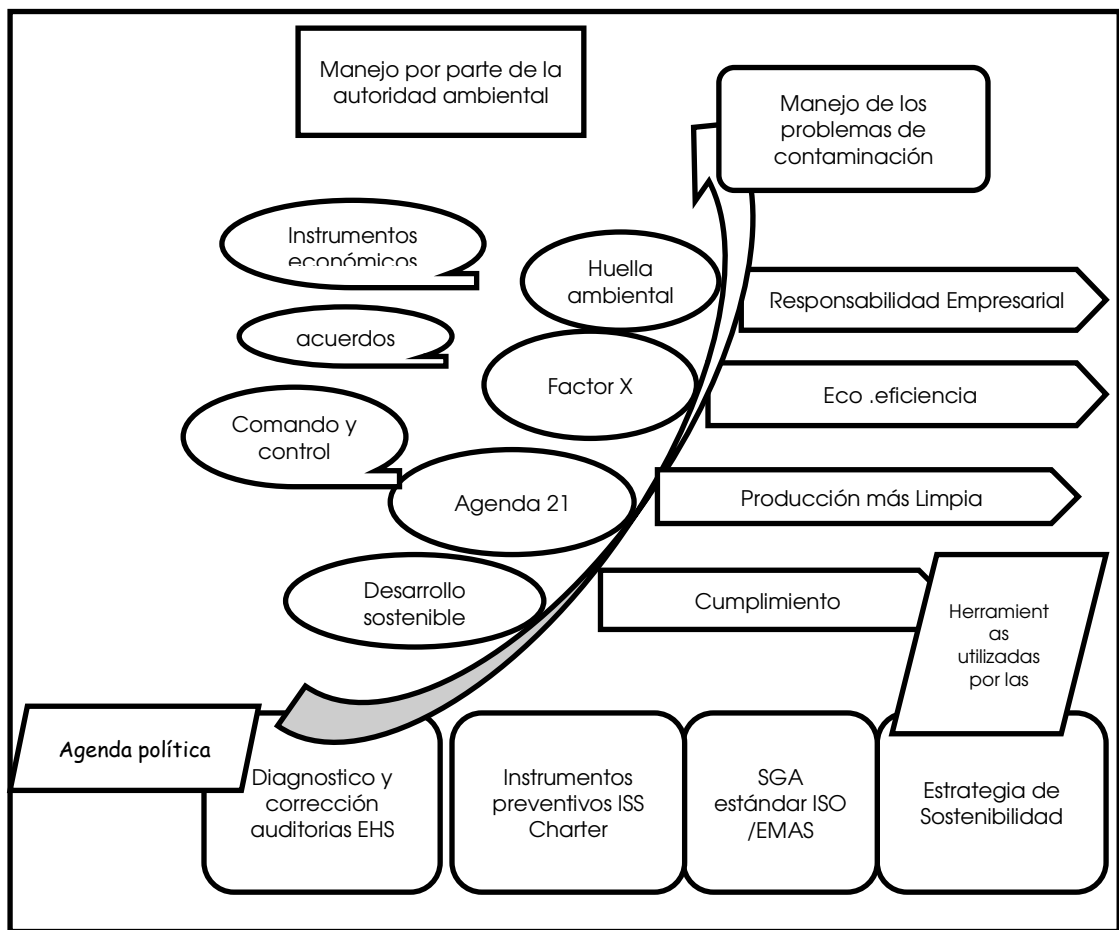 Manejo por parte de la
autoridad ambiental
Manejo de los
problemas de
contaminación
Instrumentos
económicos
Huella
ambiental
Responsabilidad Empresarial
acuerdos
Factor X
Eco .eficiencia
Comando y
control
Agenda 21
Producción más Limpia
Desarrollo
sostenible
Cumplimiento
Herramient
as
utilizadas
por las
Agenda política
Diagnostico y
corrección
auditorias EHS
Instrumentos
preventivos ISS
Charter
SGA
estándar ISO
/EMAS
Estrategia de
Sostenibilidad